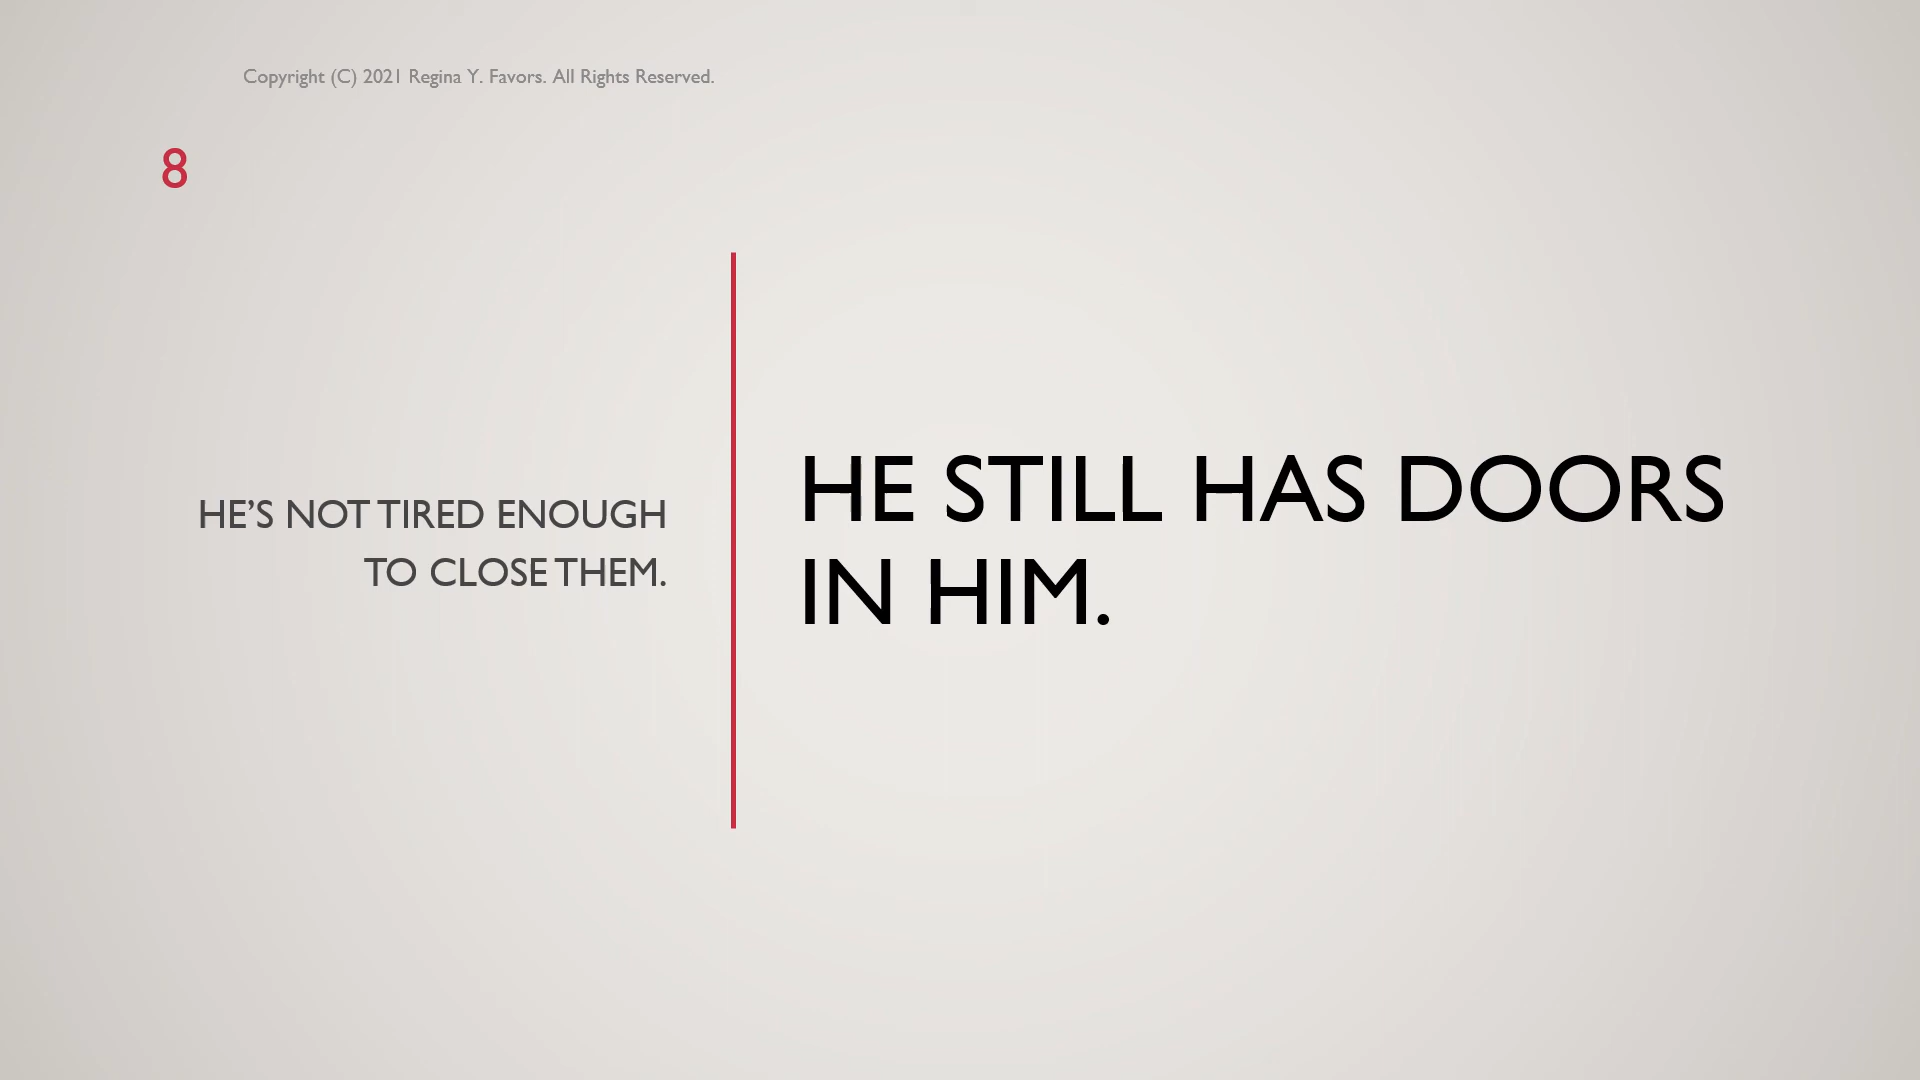 Copyright (C) 2021 Regina Y. Favors. All Rights Reserved.
8
HE’S NOT TIRED ENOUGH
TO CLOSE THEM.
HE STILL HAS DOORS
IN HIM.